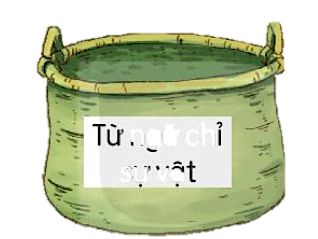 Từ ngữ chỉ
sự vật